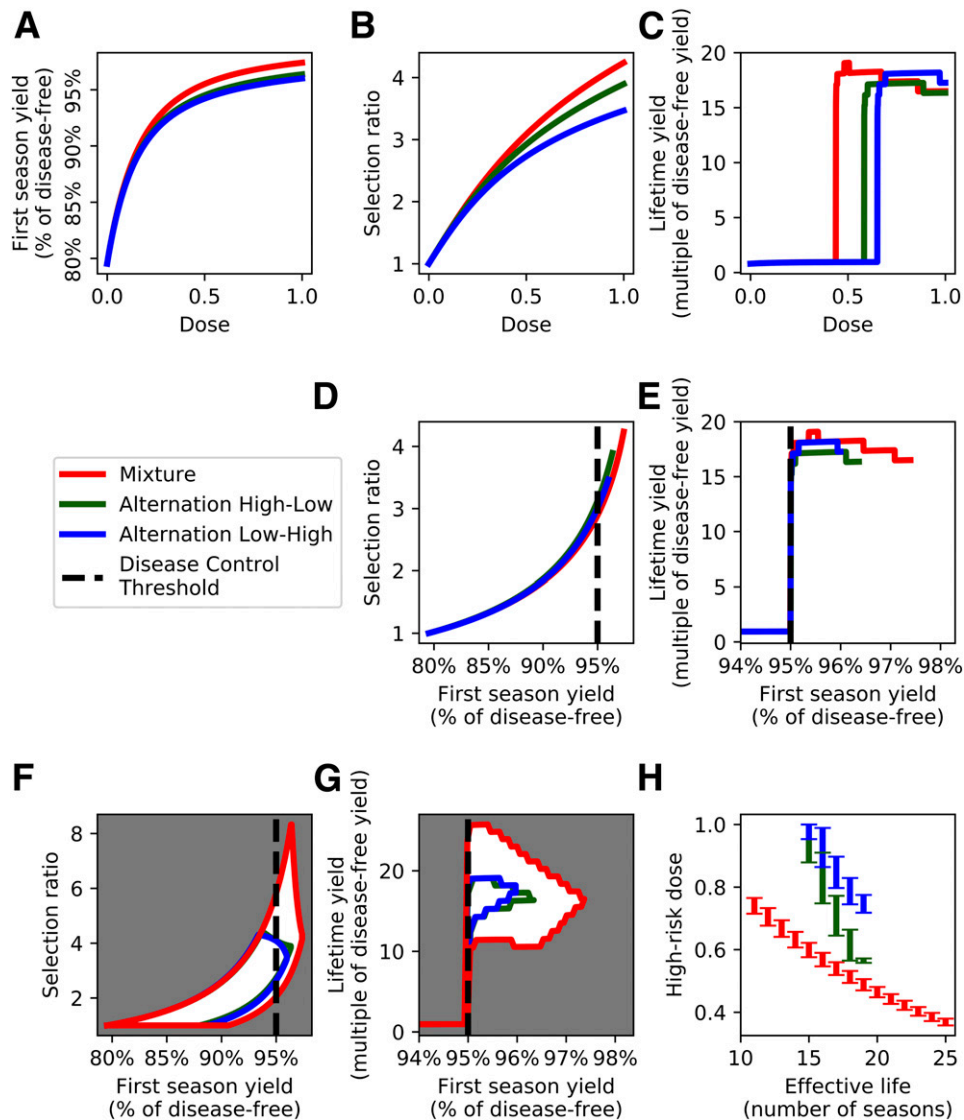 A
First season yield
(% of disease-free)
95%
90%
85%
80%
0.0
0.5
1.0
Dose
B
Selection ratio
4
3
2
1
0.0
0.5
1.0
Dose
C
Lifetime yield
(multiple of disease-free yield)
20
15
10
5
0
0.0
0.5
1.0
Dose
Mixture
Alternation High-Low
Alternation Low-High
Disease Control
Threshold
D
Selection ratio
4
3
2
1
80% 85% 90% 95%
First season yield
(% of disease-free)
E
Lifetime yield
(multiple of disease-free yield)
20
15
10
5
0
94% 95% 96% 97% 98%
First season yield
(% of disease-free)
F
Selection ratio
8
6
4
2
80% 85% 90% 95%
First season yield
(% of disease-free)
G
Lifetime yield
(multiple of disease-free yield)
20
10
0
94% 95% 96% 97% 98%
First season yield
(% of disease-free)
H
High-risk dose
1.0
0.8
0.6
0.4
10 15 20 25
Effective life
(number of seasons)